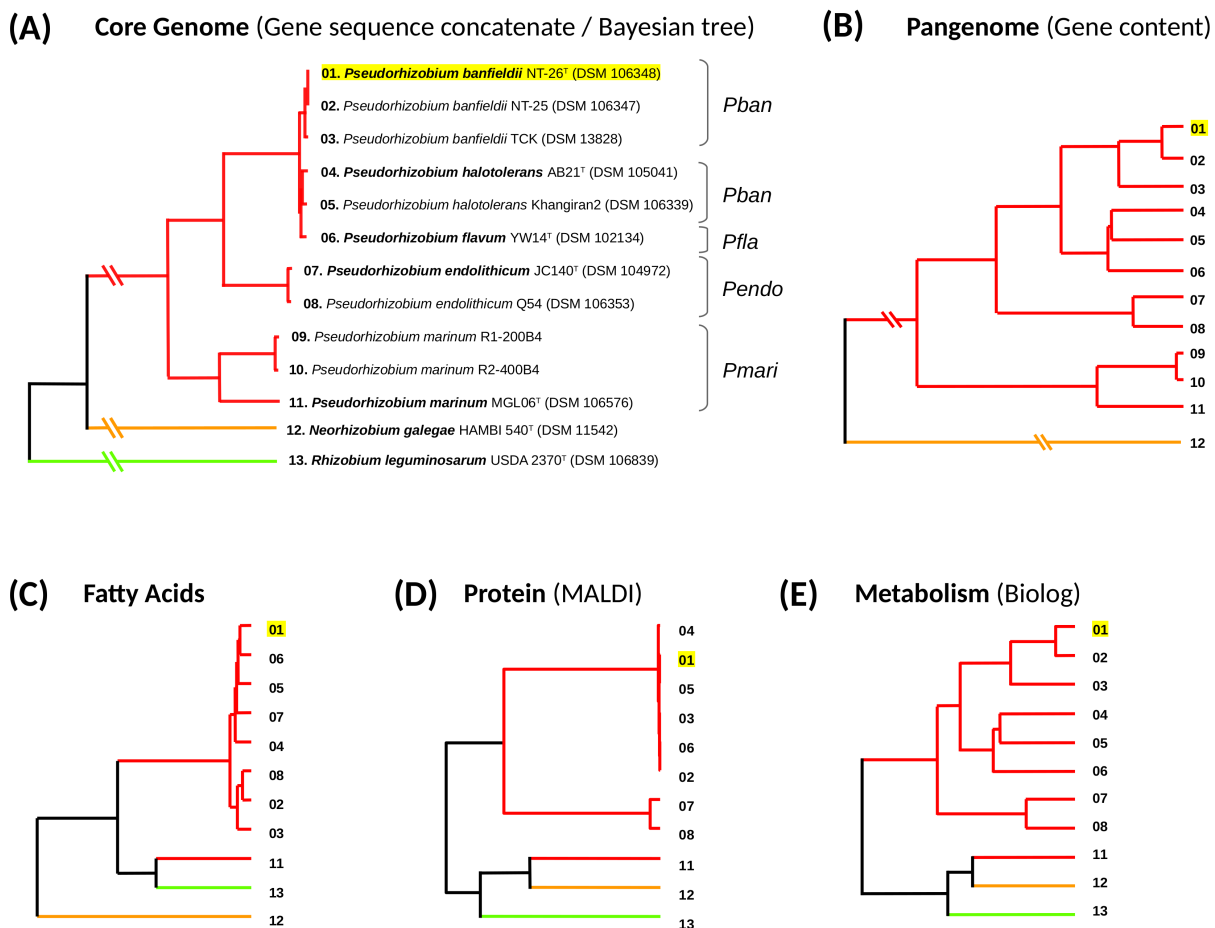 (A) Core Genome (Gene sequence concatenate / Bayesian tree)
01. Pseudorhizobium banfieldii NT-26ᵀ (DSM 106348)
02. Pseudorhizobium banfieldii NT-25 (DSM 106347)
03. Pseudorhizobium banfieldii TCK (DSM 13828)
Pban
04. Pseudorhizobium halotolerans AB21ᵀ (DSM 105041)
05. Pseudorhizobium halotolerans Khangiran2 (DSM 106339)
Pban
06. Pseudorhizobium flavum YW14ᵀ (DSM 102134)
Pfla
07. Pseudorhizobium endolithicum JC140ᵀ (DSM 104972)
08. Pseudorhizobium endolithicum Q54 (DSM 106353)
Pendo
09. Pseudorhizobium marinum R1-200B4
10. Pseudorhizobium marinum R2-400B4
11. Pseudorhizobium marinum MGL06ᵀ (DSM 106576)
Pmari
12. Neorhizobium galegae HAMBI 540ᵀ (DSM 11542)
13. Rhizobium leguminosarum USDA 2370ᵀ (DSM 106839)
(B) Pangenome (Gene content)
01
02
03
04
05
06
07
08
09
10
11
12
(C) Fatty Acids
01
06
05
07
04
08
02
03
11
13
12
(D) Protein (MALDI)
04
01
05
03
06
02
07
08
11
12
13
(E) Metabolism (Biolog)
01
02
03
04
05
06
07
08
11
12
13